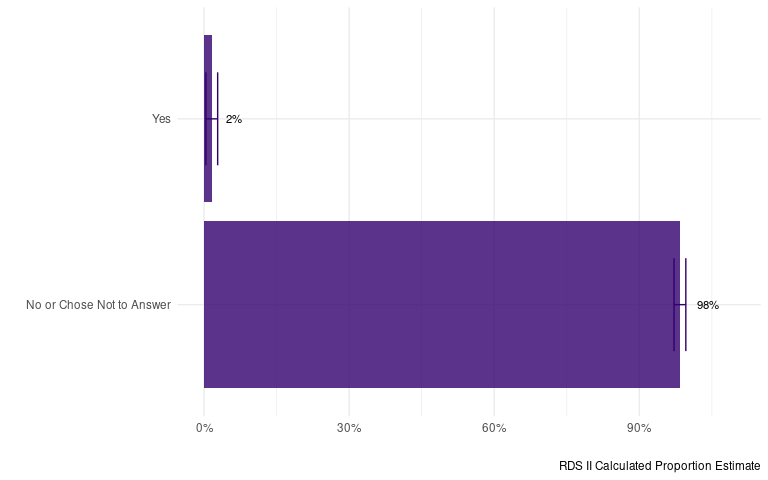 Yes
2%
No or Chose Not to Answer
98%
0% 30% 60% 90%
RDS II Calculated Proportion Estimate